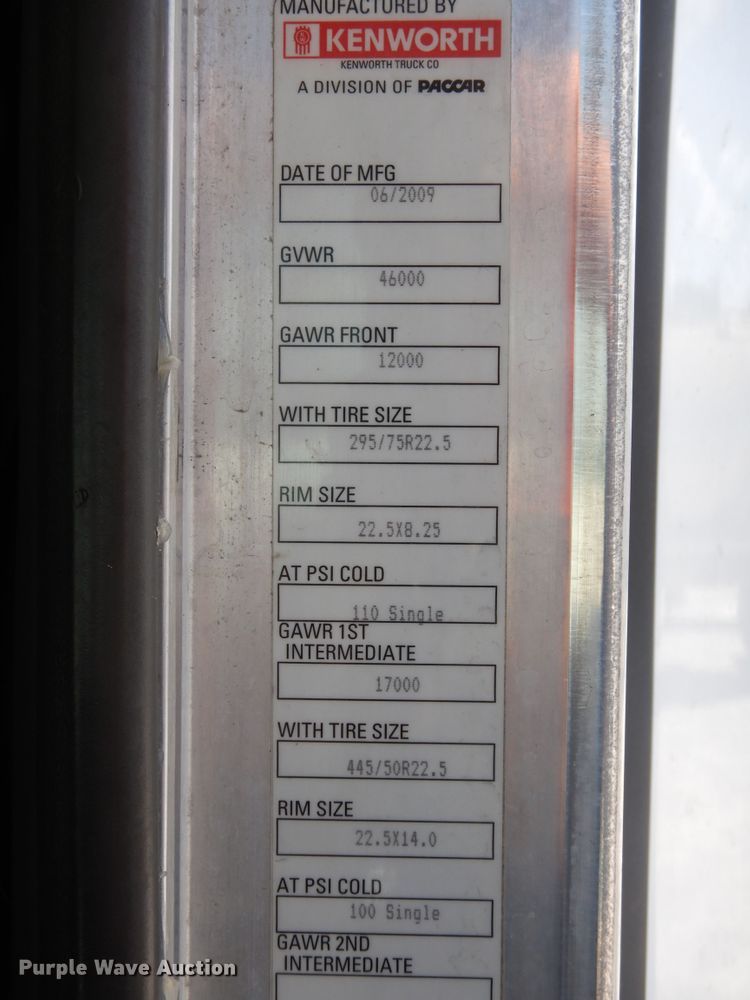 MANUFACTURED BY
KENWORTH
KENWORTH TRUCK CO
A DIVISION OF PACCAR
DATE OF MFG
06/2009
GVWR
46000
GAWR FRONT
12000
WITH TIRE SIZE
295/75R22.5
RIM SIZE
22.5X8.25
AT PSI COLD
110 Single
GAWR 1ST
INTERMEDIATE
17000
WITH TIRE SIZE
445/50R22.5
RIM SIZE
22.5X14.0
AT PSI COLD
100 Single
GAWR 2ND
INTERMEDIATE
Purple Wave Auction